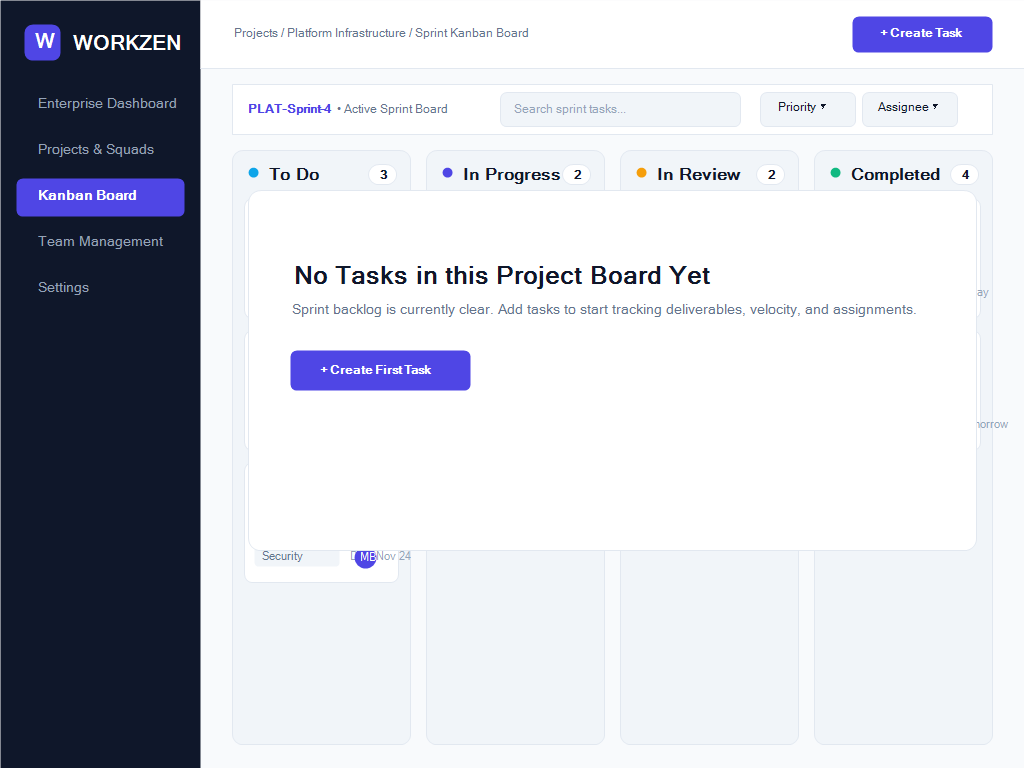 W WORKZEN
Enterprise Dashboard
Projects & Squads
Kanban Board
Team Management
Settings
Projects / Platform Infrastructure / Sprint Kanban Board
+ Create Task
PLAT-Sprint-4 • Active Sprint Board
Search sprint tasks...
Priority ▾
Assignee ▾
To Do 3
In Progress 2
In Review 2
Completed 4
No Tasks in this Project Board Yet
Sprint backlog is currently clear. Add tasks to start tracking deliverables, velocity, and assignments.
+ Create First Task
Security MB Nov 24